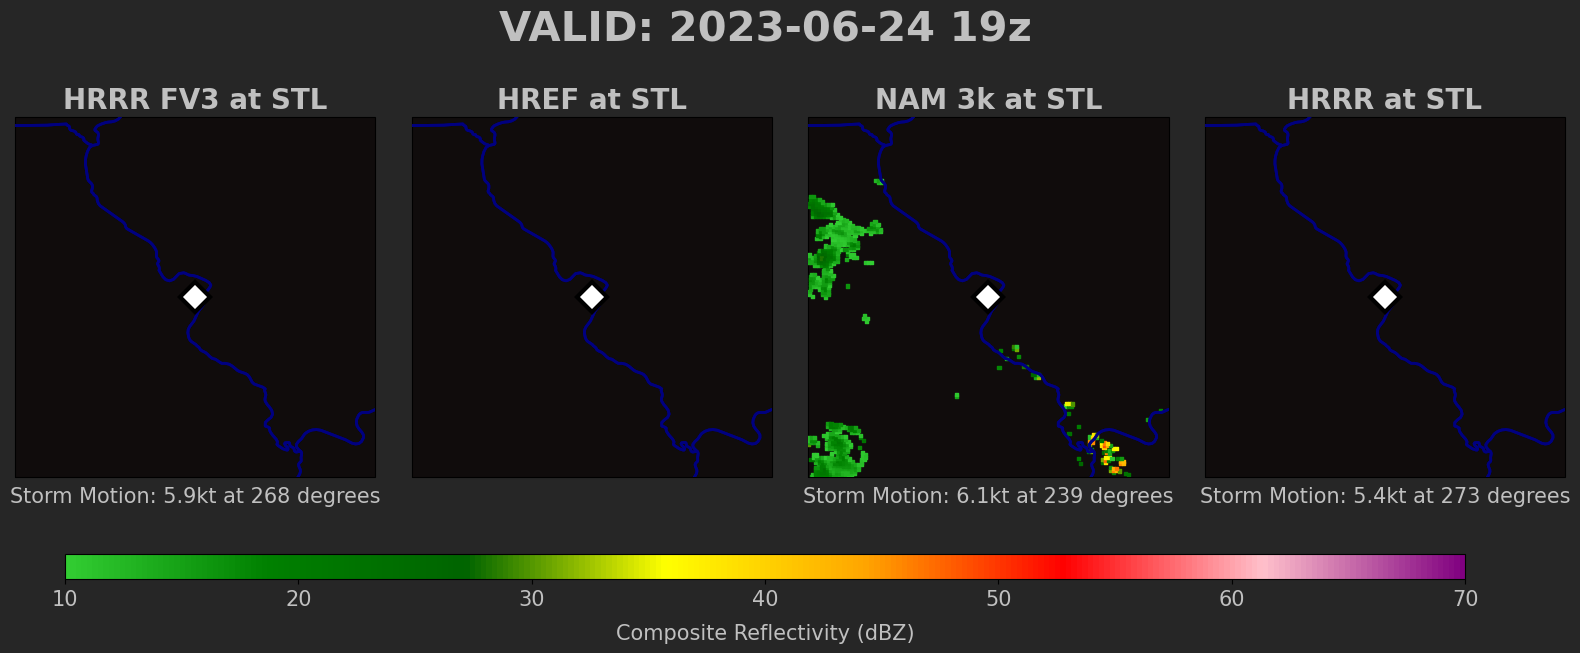 VALID: 2023-06-24 19z
HRRR FV3 at STL
HREF at STL
NAM 3k at STL
HRRR at STL
Storm Motion: 5.9kt at 268 degrees
Storm Motion: 6.1kt at 239 degrees
Storm Motion: 5.4kt at 273 degrees
10 20 30 40 50 60 70
Composite Reflectivity (dBZ)